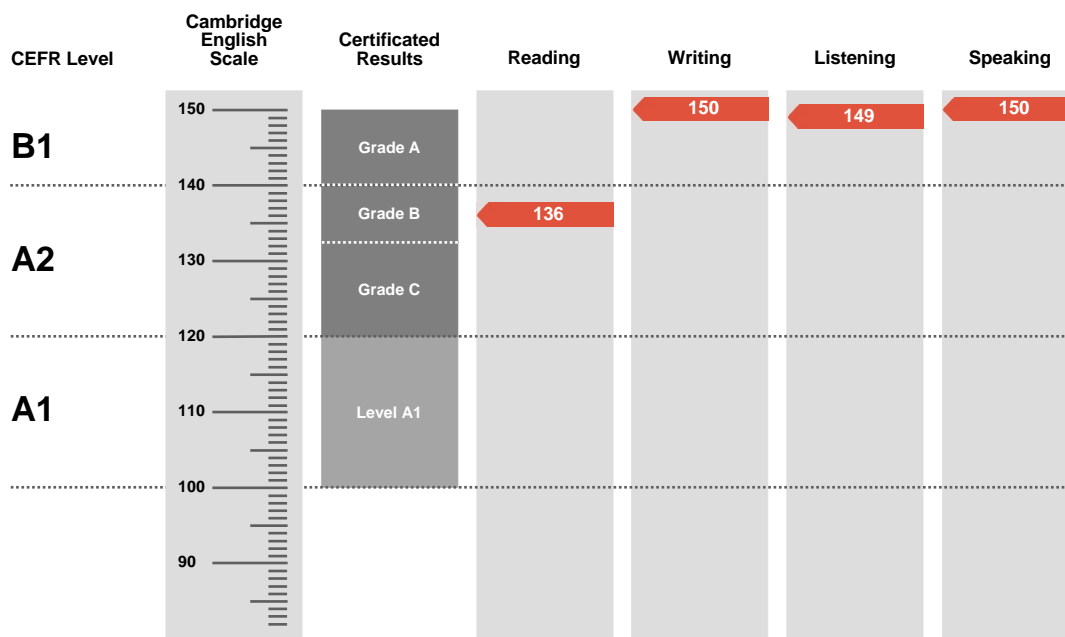 CEFR Level
Cambridge
English
Scale
Certificated
Results
Reading
Writing
Listening
Speaking
150
150
149
150
B1
Grade A
140
Grade B
136
A2
130
Grade C
120
A1
110
Level A1
100
90